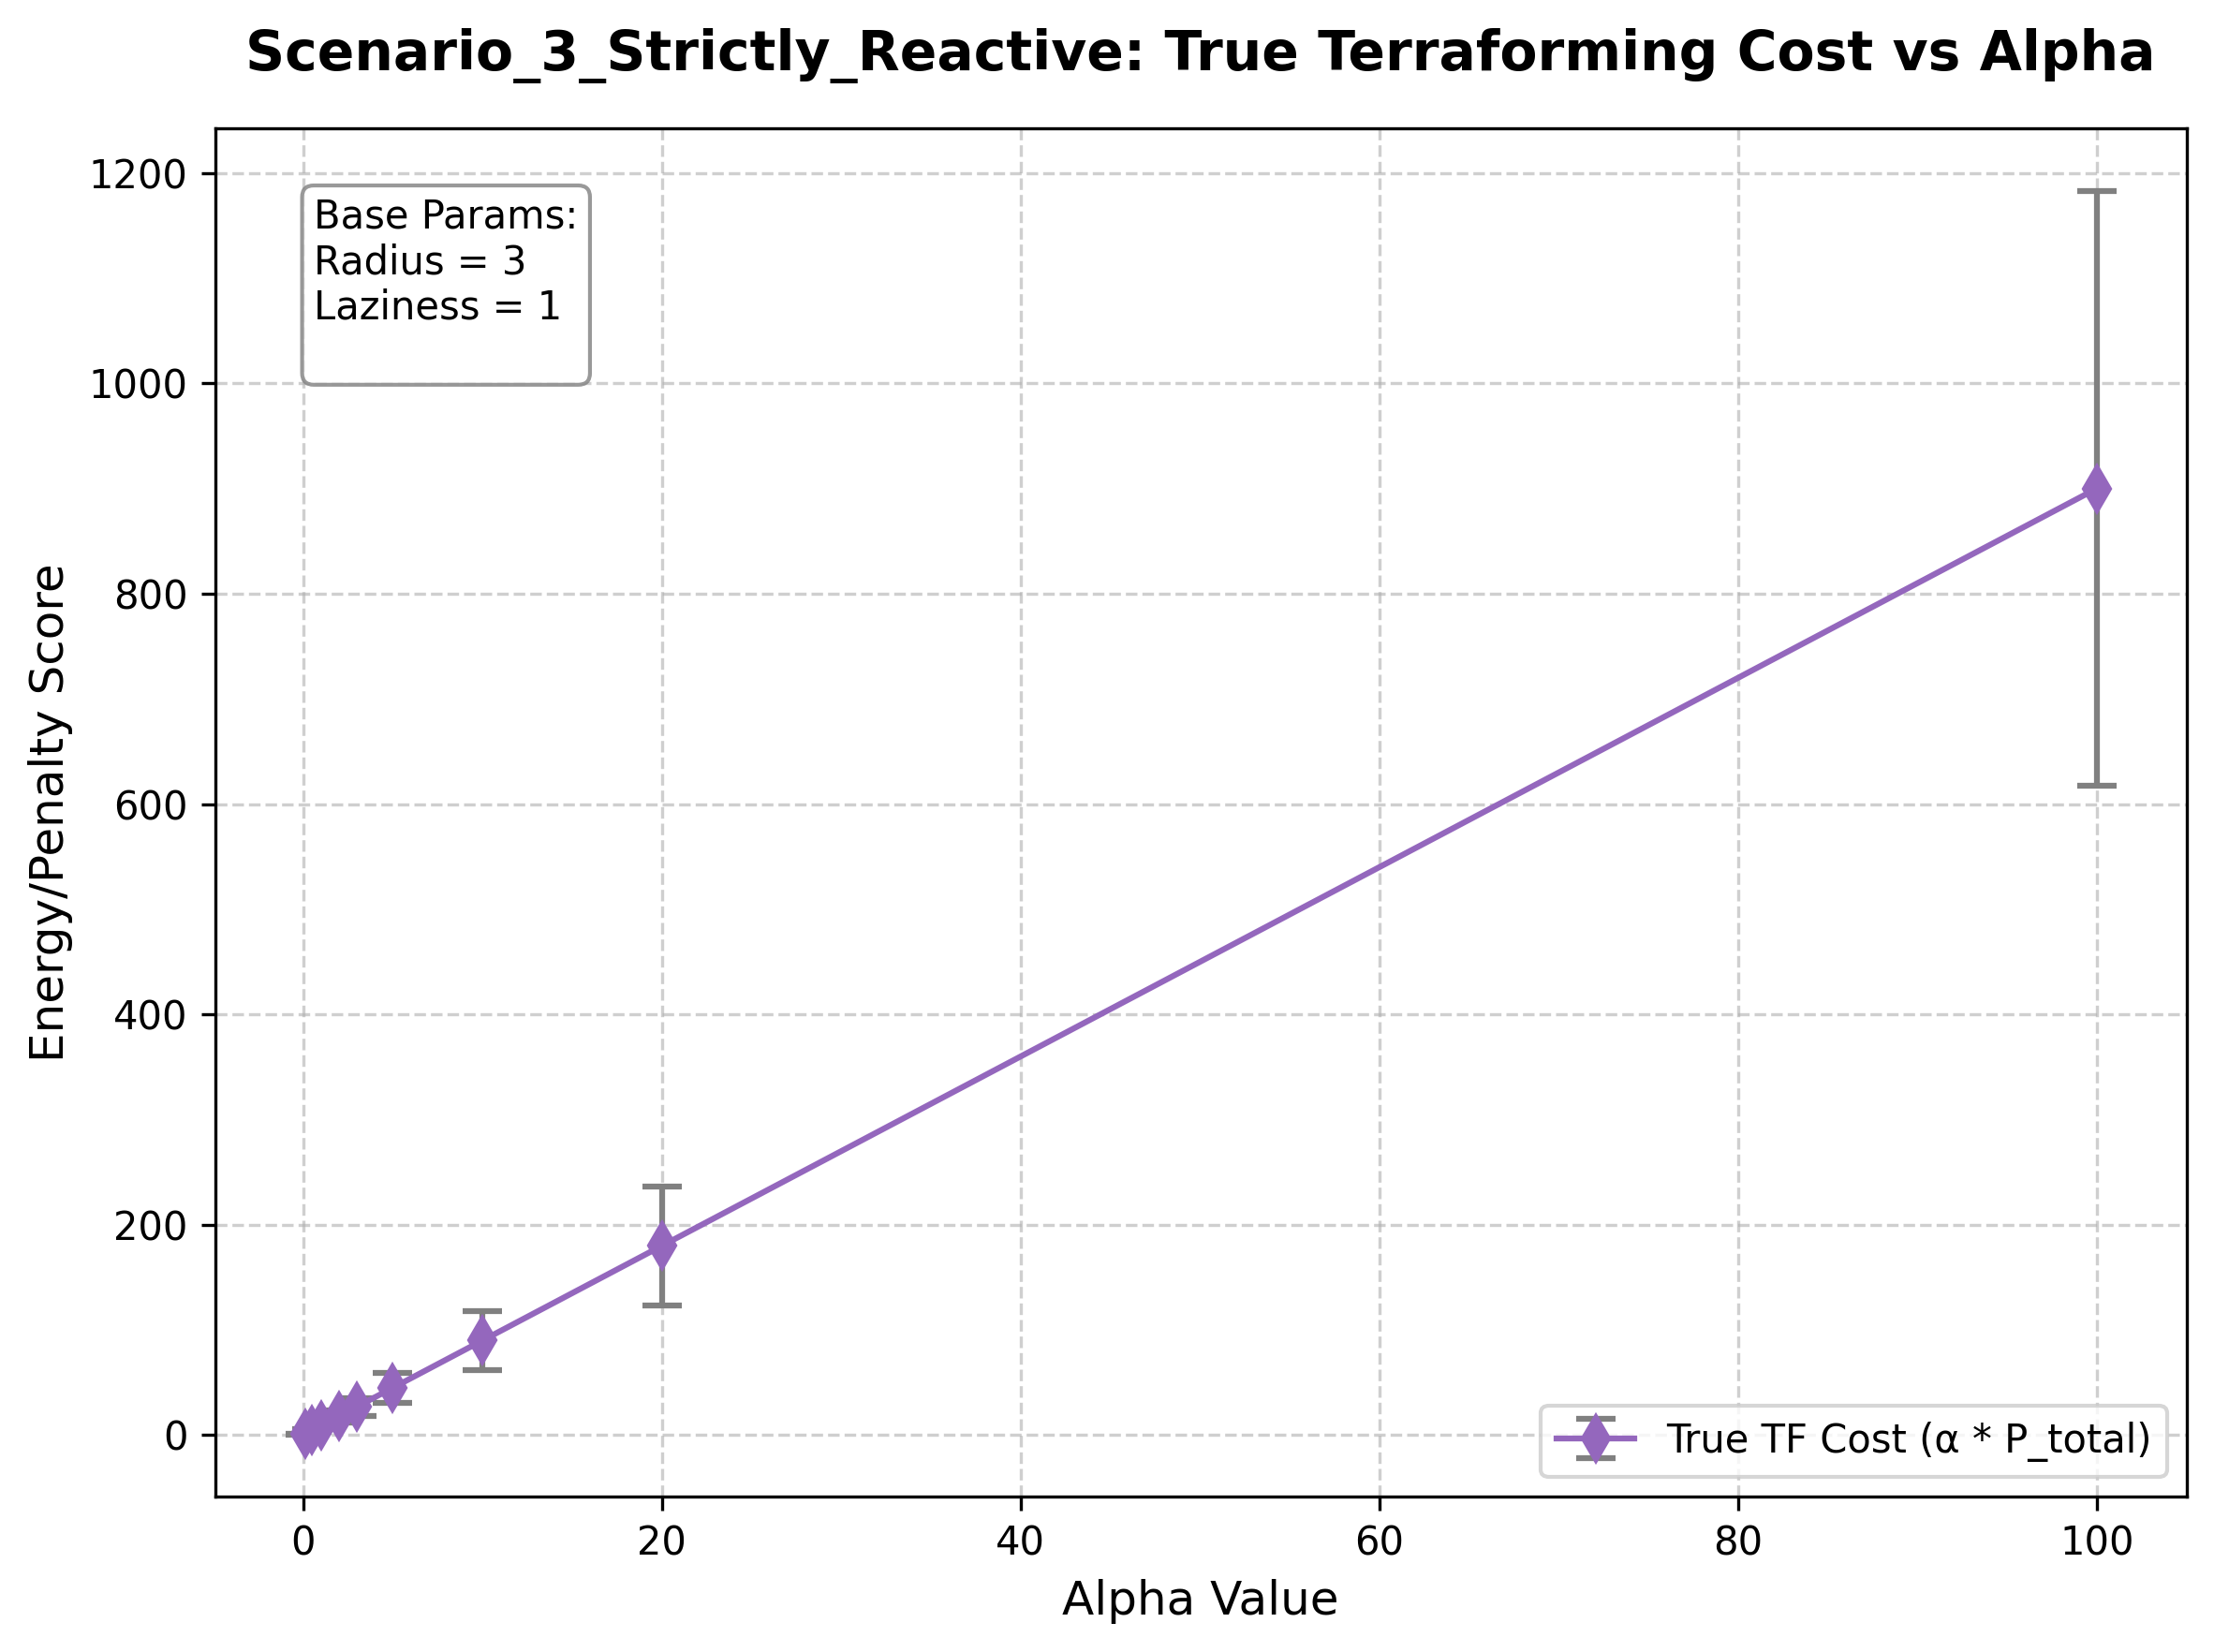 Scenario_3_Strictly_Reactive: True Terraforming Cost vs Alpha
Base Params:
Radius = 3
Laziness = 1
Energy/Penalty Score
1200
1000
800
600
400
200
0
True TF Cost (α * P_total)
0 20 40 60 80 100
Alpha Value